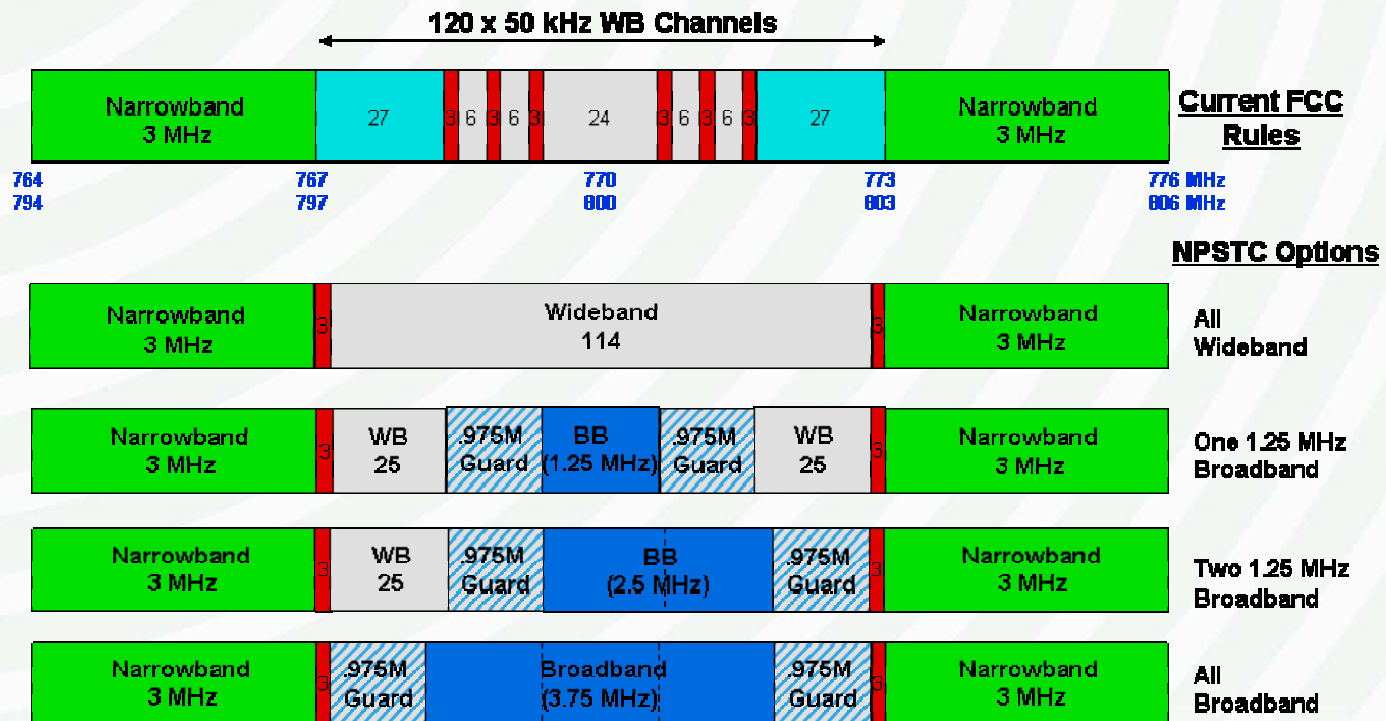 120 x 50 kHz WB Channels
Narrowband
3 MHz
27
3
6
3
6
3
24
3
6
3
6
3
27
Narrowband
3 MHz
Current FCC
Rules
764
767
770
773
776 MHz
794
797
800
803
806 MHz
NPSTC Options
Narrowband
3 MHz
3
Wideband
114
3
Narrowband
3 MHz
All
Wideband
Narrowband
3 MHz
3
WB
25
.975M
Guard
BB
(1.25 MHz)
.975M
Guard
WB
25
3
Narrowband
3 MHz
One 1.25 MHz
Broadband
Narrowband
3 MHz
3
WB
25
.975M
Guard
BB
(2.5 MHz)
.975M
Guard
3
Narrowband
3 MHz
Two 1.25 MHz
Broadband
Narrowband
3 MHz
3
.975M
Guard
Broadband
(3.75 MHz)
.975M
Guard
3
Narrowband
3 MHz
All
Broadband